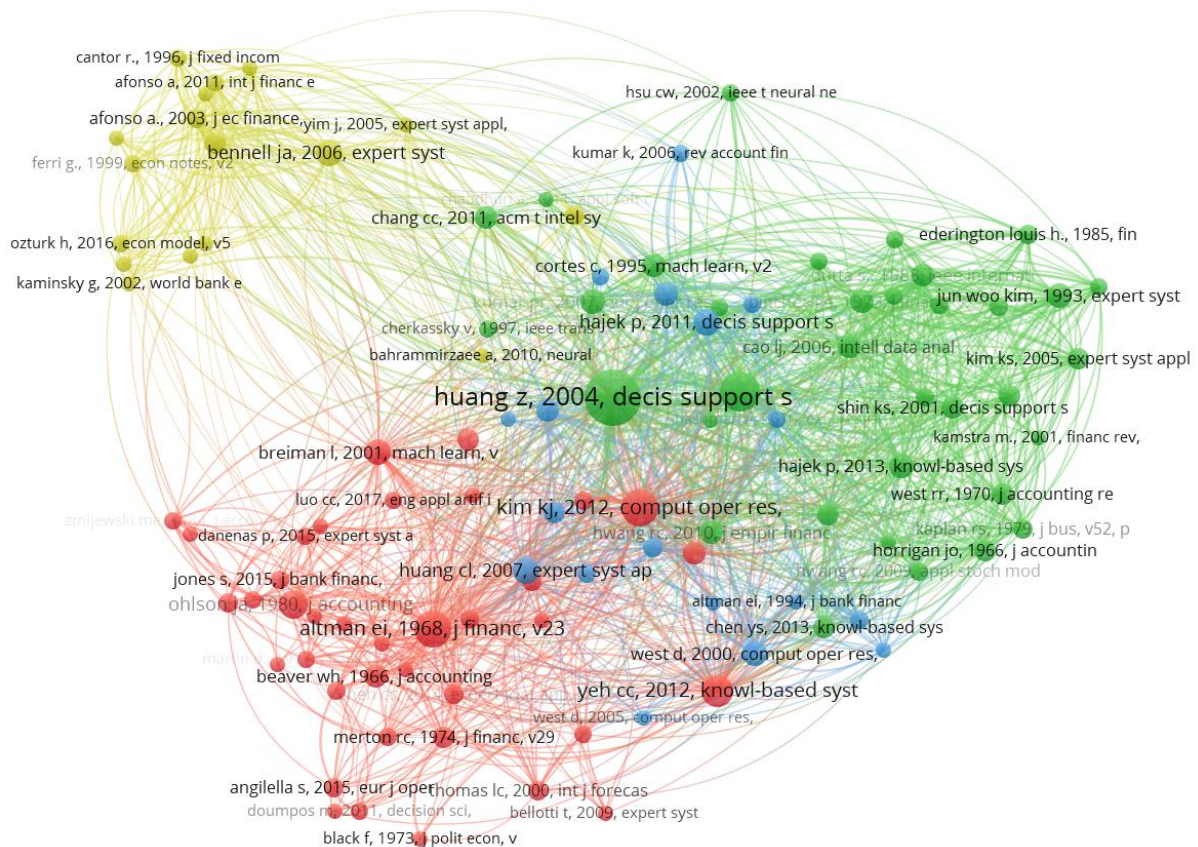 cantor r., 1996, j fixed incom
afonso a, 2011, int j financ e
hsu cw, 2002, ieee t neural ne
afonso a., 2003, j ec finance,
yim j, 2005, expert syst appl,
bennell ja, 2006, expert syst
kumar k, 2006, rev account fin
ferri g., 1999, econ notes, v2
chang cc, 2011, acm t intel sy
ederington louis h., 1985, fin
ozturk h, 2016, econ model, v5
cortes c, 1995, mach learn, v2
kaminsky g, 2002, world bank e
jun woo kim, 1993, expert syst
hajek p, 2011, decis support s
cherkassky v, 1997, ieee trans
cao lj, 2006, intell data anal
bahrammirzaee a, 2010, neural
kim ks, 2005, expert syst appl
huang z, 2004, decis support s
shin ks, 2001, decis support s
kamstra m., 2001, financ rev,
breiman l, 2001, mach learn, v
hajek p, 2013, knowl-based sys
luo cc, 2017, eng appl artif i
west rr, 1970, j accounting re
kim kj, 2012, comput oper res,
danenas p, 2015, expert syst a
hwang rc, 2010, j empir financ
kaplan rs, 1979, j bus, v52, p
horrigan jo, 1966, j accountin
huang cl, 2007, expert syst ap
hwang rc, 2009, appl stoch mod
jones s, 2015, j bank financ,
ohlson ja, 1980, j accounting
altman ei, 1994, j bank financ
altman ei, 1968, j financ, v23
chen ys, 2013, knowl-based sys
west d, 2000, comput oper res,
beaver wh, 1966, j accounting
yeh cc, 2012, knowl-based syst
west d, 2005, comput oper res,
merton rc, 1974, j financ, v29
angilella s, 2015, eur j oper
thomas lc, 2000, int j forecas
doumpos m, 2011, decision sci,
bellotti t, 2009, expert syst
black f, 1973, j polit econ, v